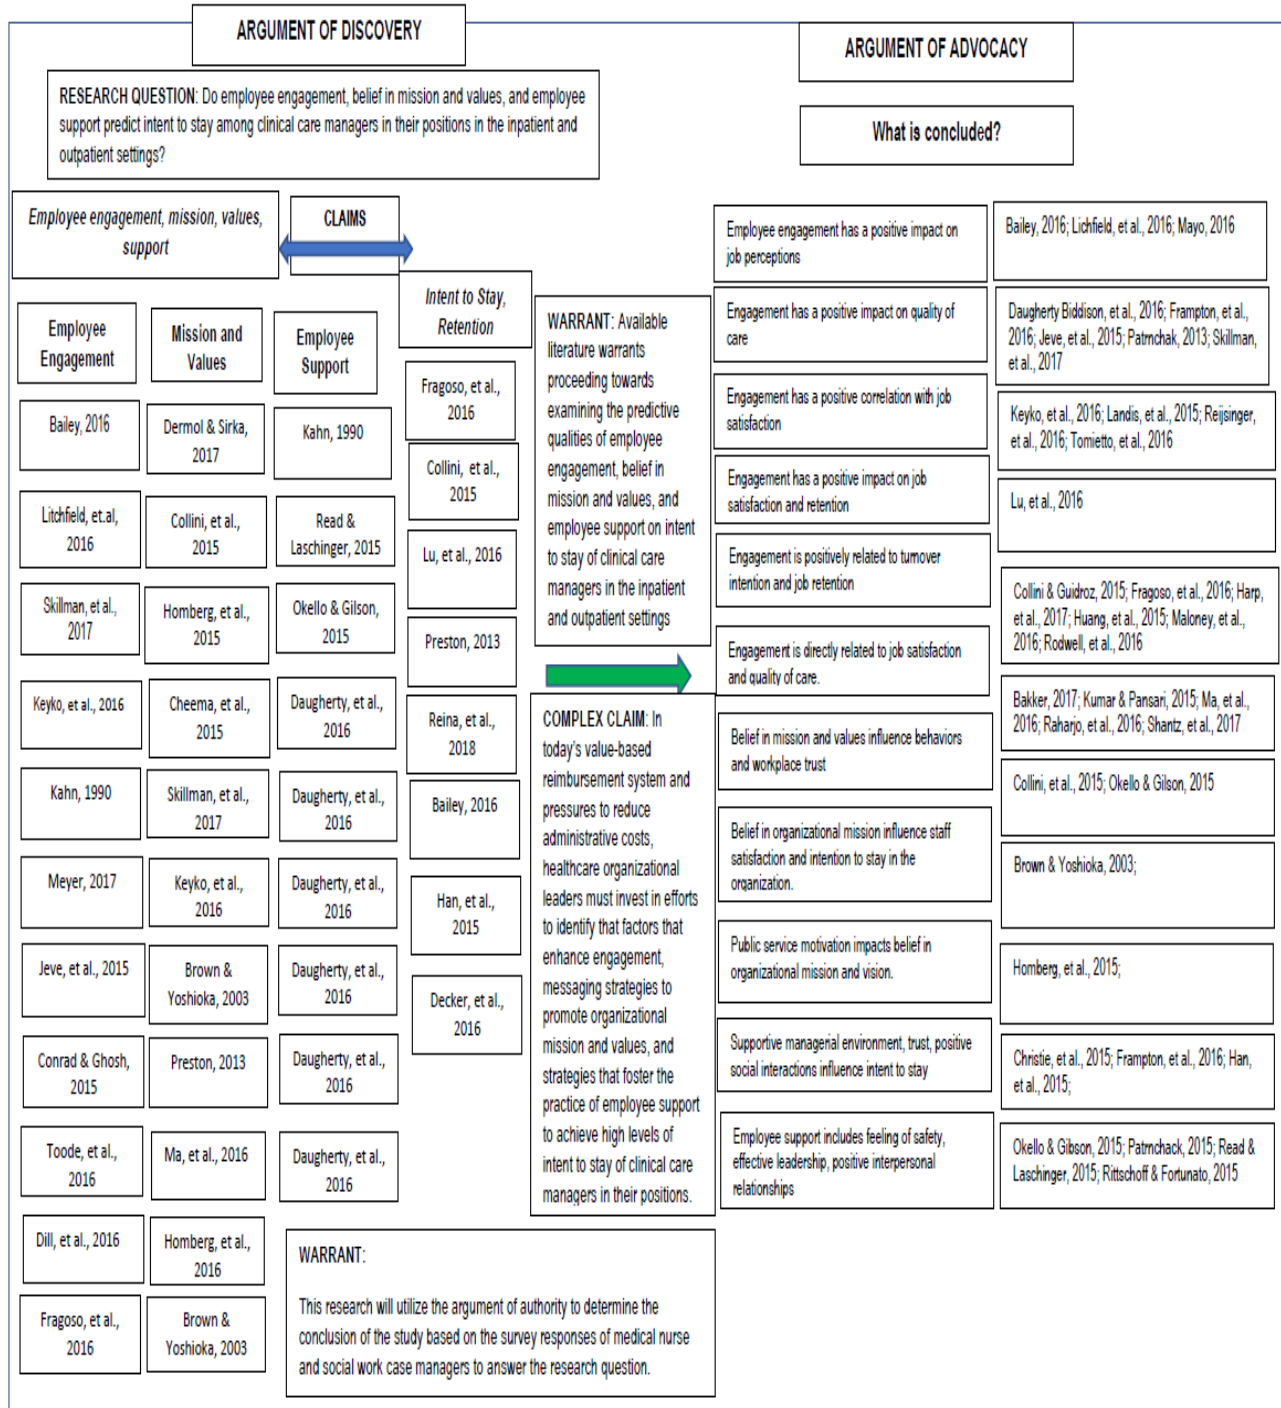 ARGUMENT OF DISCOVERY
ARGUMENT OF ADVOCACY
RESEARCH QUESTION: Do employee engagement, belief in mission and values, and employee
support predict intent to stay among clinical care managers in their positions in the inpatient and
outpatient settings?
What is concluded?
Employee engagement, mission, values,
support
CLAIMS
Intent to Stay,
Retention
Employee
Engagement
Bailey, 2016
Litchfield, et.al,
2016
Skillman, et al.,
2017
Keyko, et al., 2016
Kahn, 1990
Meyer, 2017
Jeve, et al., 2015
Conrad & Ghosh,
2015
Toode, et al.,
2016
Dill, et al., 2016
Fragoso, et al.,
2016
Mission and
Values
Dermol & Sirka,
2017
Collini, et al.,
2015
Homberg, et al.,
2015
Cheema, et al.,
2015
Skillman, et al.,
2017
Keyko, et al.,
2016
Brown &
Yoshioka, 2003
Preston, 2013
Ma, et al., 2016
Homberg, et al.,
2016
Brown &
Yoshioka, 2003
Employee
Support
Kahn, 1990
Read &
Laschinger, 2015
Okello & Gilson,
2015
Daugherty, et al.,
2016
Daugherty, et al.,
2016
Daugherty, et al.,
2016
Daugherty, et al.,
2016
Daugherty, et al.,
2016
Daugherty, et al.,
2016
Fragoso, et al.,
2016
Collini, et al.,
2015
Lu, et al., 2016
Preston, 2013
Reina, et al.,
2018
Bailey, 2016
Han, et al.,
2015
Decker, et al.,
2016
WARRANT: Available
literature warrants
proceeding towards
examining the predictive
qualities of employee
engagement, belief in
mission and values, and
employee support on intent
to stay of clinical care
managers in the inpatient
and outpatient settings
COMPLEX CLAIM: In
today's value-based
reimbursement system and
pressures to reduce
administrative costs,
healthcare organizational
leaders must invest in efforts
to identify that factors that
enhance engagement,
messaging strategies to
promote organizational
mission and values, and
strategies that foster the
practice of employee support
to achieve high levels of
intent to stay of clinical care
managers in their positions.
WARRANT:
This research will utilize the argument of authority to determine the
conclusion of the study based on the survey responses of medical nurse
and social work case managers to answer the research question.
Employee engagement has a positive impact on
job perceptions
Bailey, 2016; Lichfield, et al., 2016; Mayo, 2016
Engagement has a positive impact on quality of
care
Daugherty Biddison, et al., 2016; Frampton, et al.,
2016; Jeve, et al., 2015; Patrnchak, 2013; Skillman,
et al., 2017
Engagement has a positive correlation with job
satisfaction
Keyko, et al., 2016; Landis, et al., 2015; Reijsinger,
et al., 2016; Tomietto, et al., 2016
Engagement has a positive impact on job
satisfaction and retention
Lu, et al., 2016
Engagement is positively related to turnover
intention and job retention
Collini & Guidroz, 2015; Fragoso, et al., 2016; Harp,
et al., 2017; Huang, et al., 2015; Maloney, et al.,
2016; Rodwell, et al., 2016
Engagement is directly related to job satisfaction
and quality of care.
Bakker, 2017; Kumar & Pansari, 2015; Ma, et al.,
2016; Raharjo, et al., 2016; Shantz, et al., 2017
Belief in mission and values influence behaviors
and workplace trust
Collini, et al., 2015; Okello & Gilson, 2015
Belief in organizational mission influence staff
satisfaction and intention to stay in the
organization.
Brown & Yoshioka, 2003;
Public service motivation impacts belief in
organizational mission and vision.
Homberg, et al., 2015;
Supportive managerial environment, trust, positive
social interactions influence intent to stay
Christie, et al., 2015; Frampton, et al., 2016; Han,
et al., 2015;
Employee support includes feeling of safety,
effective leadership, positive interpersonal
relationships
Okello & Gibson, 2015; Patrnchack, 2015; Read &
Laschinger, 2015; Rittschoff & Fortunato, 2015